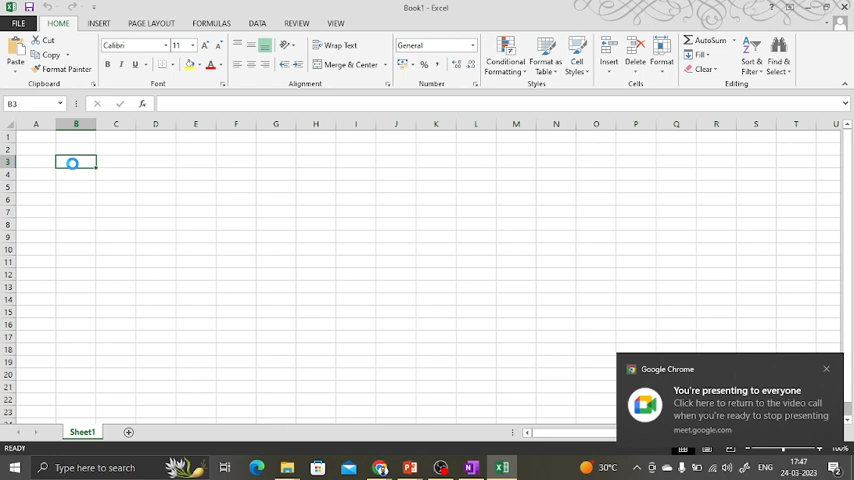 Book1 - Excel
FILE HOME INSERT PAGE LAYOUT FORMULAS DATA REVIEW VIEW
Paste
Cut
Copy
Format Painter
Clipboard
Calibri 11
B I U
Font
Wrap Text
Merge & Center
Alignment
General
%
Number
Conditional Formatting
Format as Table
Cell Styles
Styles
Insert
Delete
Format
Cells
AutoSum
Fill
Clear
Sort & Filter
Find & Select
Editing
B3
A B C D E F G H I J K L M N O P Q R S T U
1
2
3
4
5
6
7
8
9
10
11
12
13
14
15
16
17
18
19
20
21
22
23
Google Chrome
You're presenting to everyone
Click here to return to the video call
when you're ready to stop presenting
meet.google.com
Sheet1
READY
100%
Type here to search
30°C
ENG
17:47
24-03-2023
2